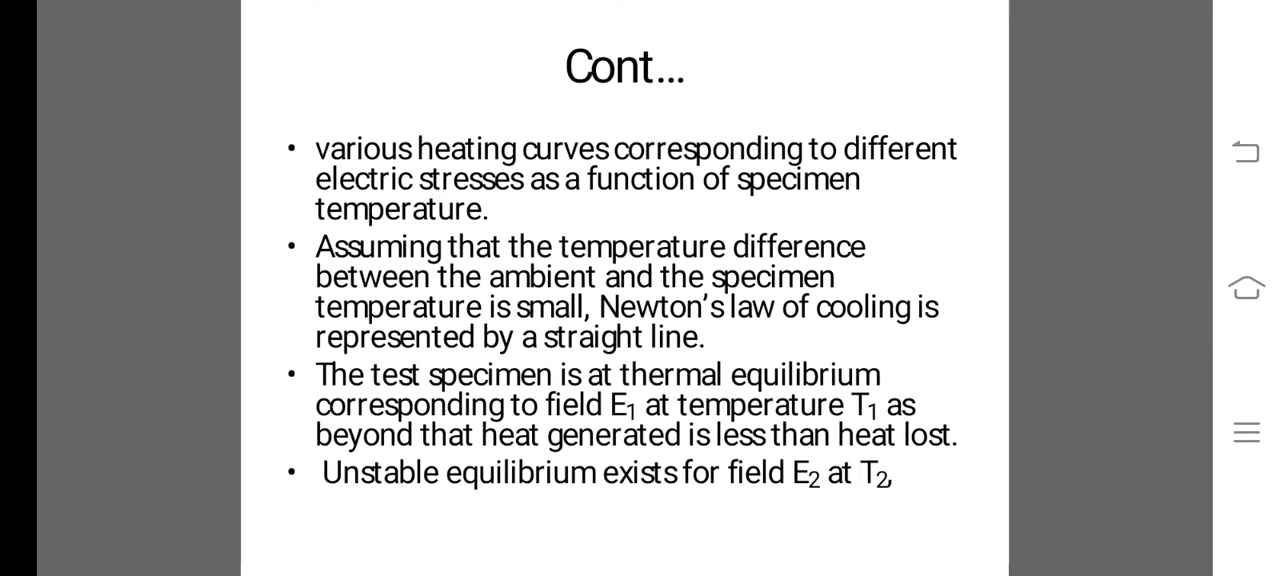 Cont...
• various heating curves corresponding to different
electric stresses as a function of specimen
temperature.
• Assuming that the temperature difference
between the ambient and the specimen
temperature is small, Newton's law of cooling is
represented by a straight line.
• The test specimen is at thermal equilibrium
corresponding to field E₁ at temperature T₁ as
beyond that heat generated is less than heat lost.
• Unstable equilibrium exists for field E₂ at T₂,